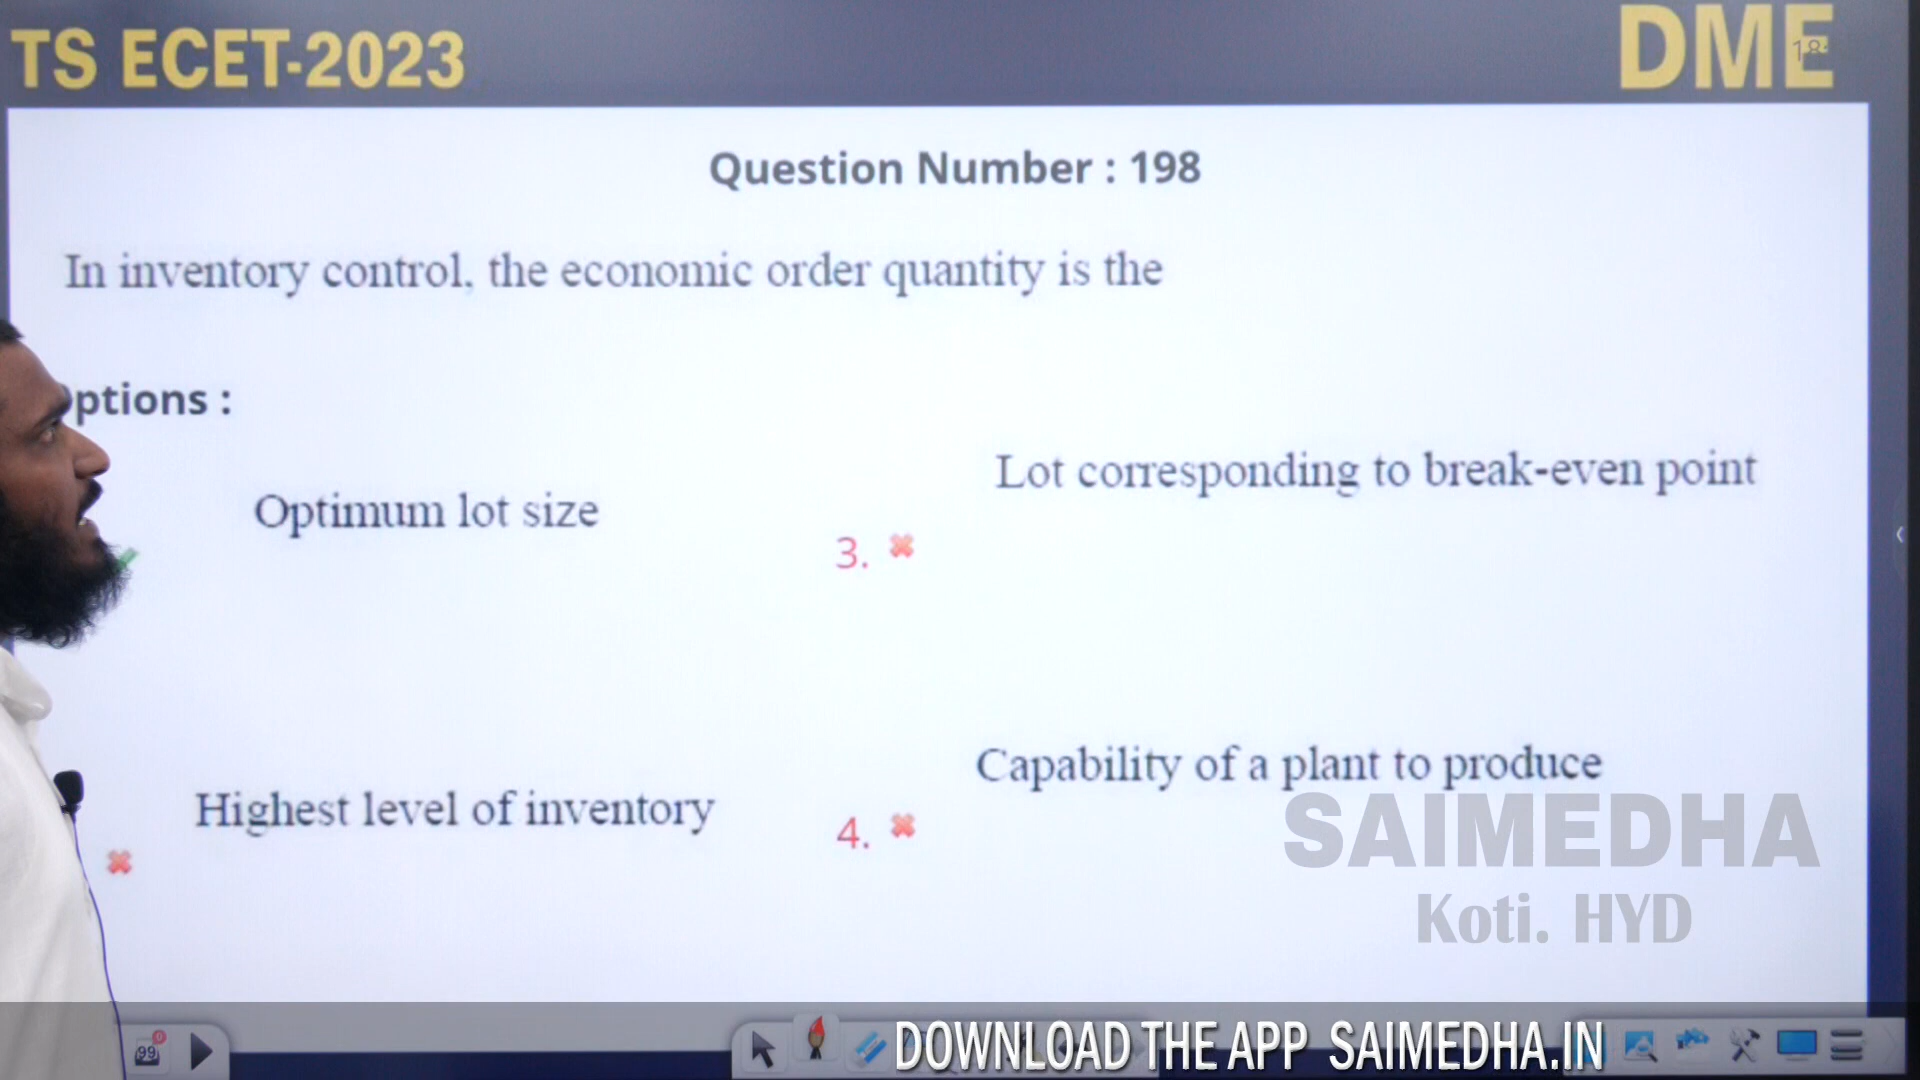 TS ECET-2023
DME
Question Number : 198
In inventory control, the economic order quantity is the
ptions :
Optimum lot size
Lot corresponding to break-even point
3.
Highest level of inventory
Capability of a plant to produce
4.
SAIMEDHA
Koti. HYD
99
DOWNLOAD THE APP SAIMEDHA.IN